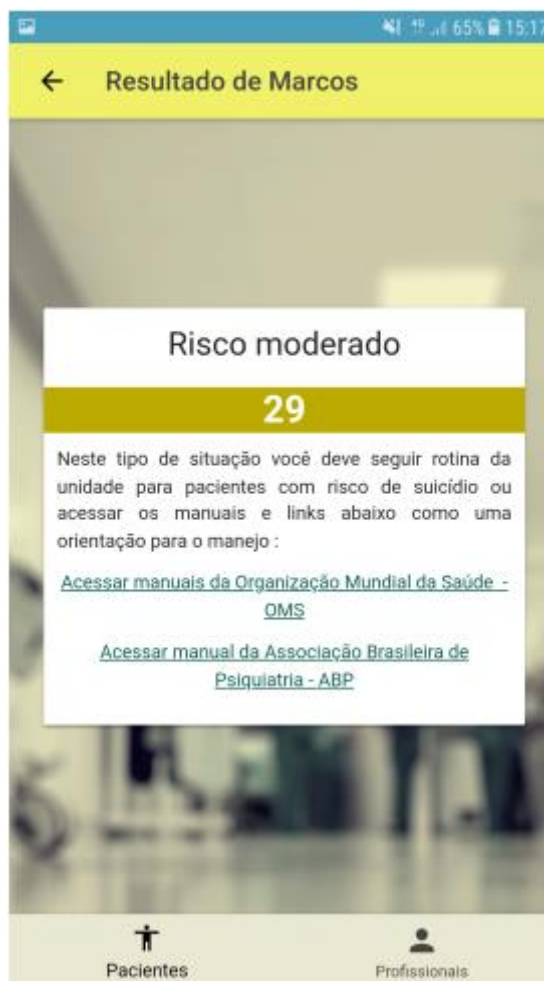 65% 15:17
Resultado de Marcos
Risco moderado
29
Neste tipo de situação você deve seguir rotina da
unidade para pacientes com risco de suicídio ou
acessar os manuais e links abaixo como uma
orientação para o manejo :
Acessar manuais da Organização Mundial da Saúde -
OMS
Acessar manual da Associação Brasileira de
Psiquiatria - ABP
Pacientes
Profissionais